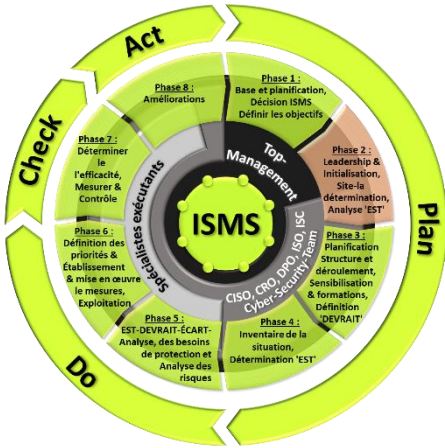 Act
Plan
Do
Check
Phase 1 :
Base et planification,
Décision ISMS
Définir les objectifs
Phase 2 :
Leadership &
Initialisation,
Site-la
détermination,
Analyse 'EST'
Phase 3 :
Planification
Structure et
déroulement,
Sensibilisation
& formations,
Définition
'DEVRAIT'
Phase 4 :
Inventaire de la
situation,
Détermination 'EST'
Phase 5 :
EST-DEVRAIT-ÉCART-
Analyse, des besoins
de protection et
Analyse des
risques
Phase 6 :
Définition des
priorités &
Établissement
& mise en œuvre
le mesures,
Exploitation
Phase 7 :
Déterminer
le
l'efficacité,
Mesurer &
Contrôle
Phase 8 :
Améliorations
Top-
Management
CISO, CRO, DPO, ISO, ISC
Cyber-Security-Team
Spécialistes exécutants
ISMS